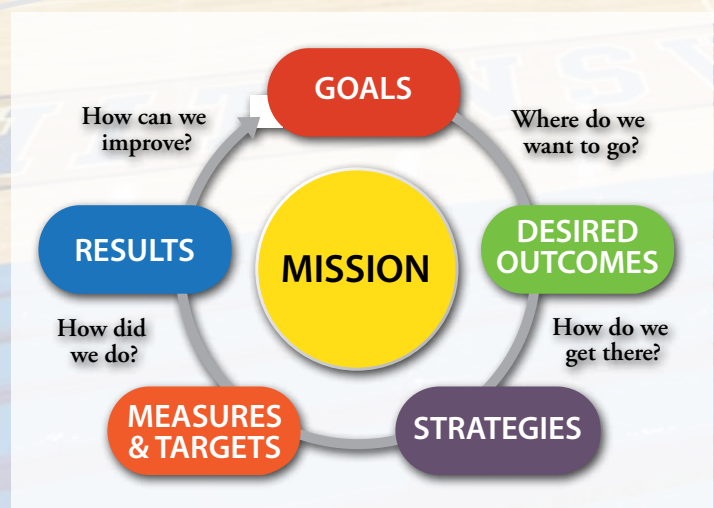 GOALS
Where do we
want to go?
DESIRED
OUTCOMES
How do we
get there?
STRATEGIES
MEASURES
& TARGETS
How did
we do?
RESULTS
How can we
improve?
MISSION